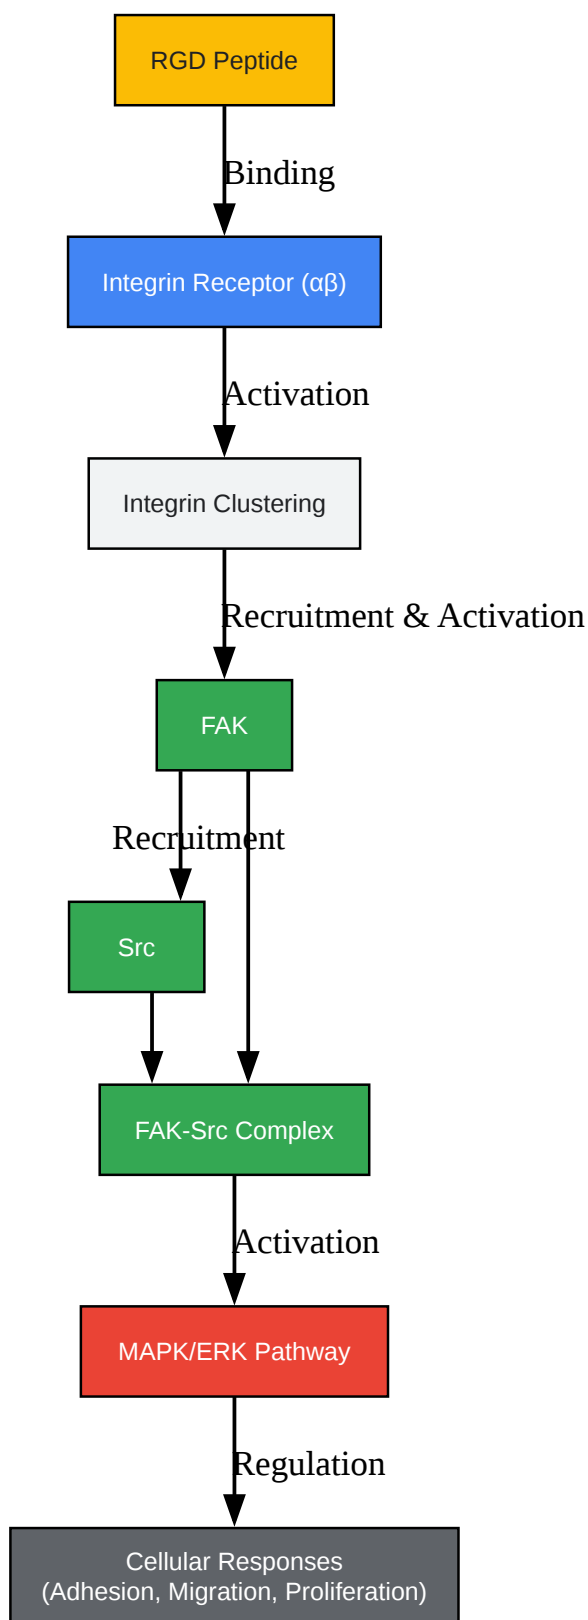 RGD Peptide
Binding
Integrin Receptor (αβ)
Activation
Integrin Clustering
Recruitment & Activation
FAK
Recruitment
Src
FAK-Src Complex
Activation
MAPK/ERK Pathway
Regulation
Cellular Responses
(Adhesion, Migration, Proliferation)